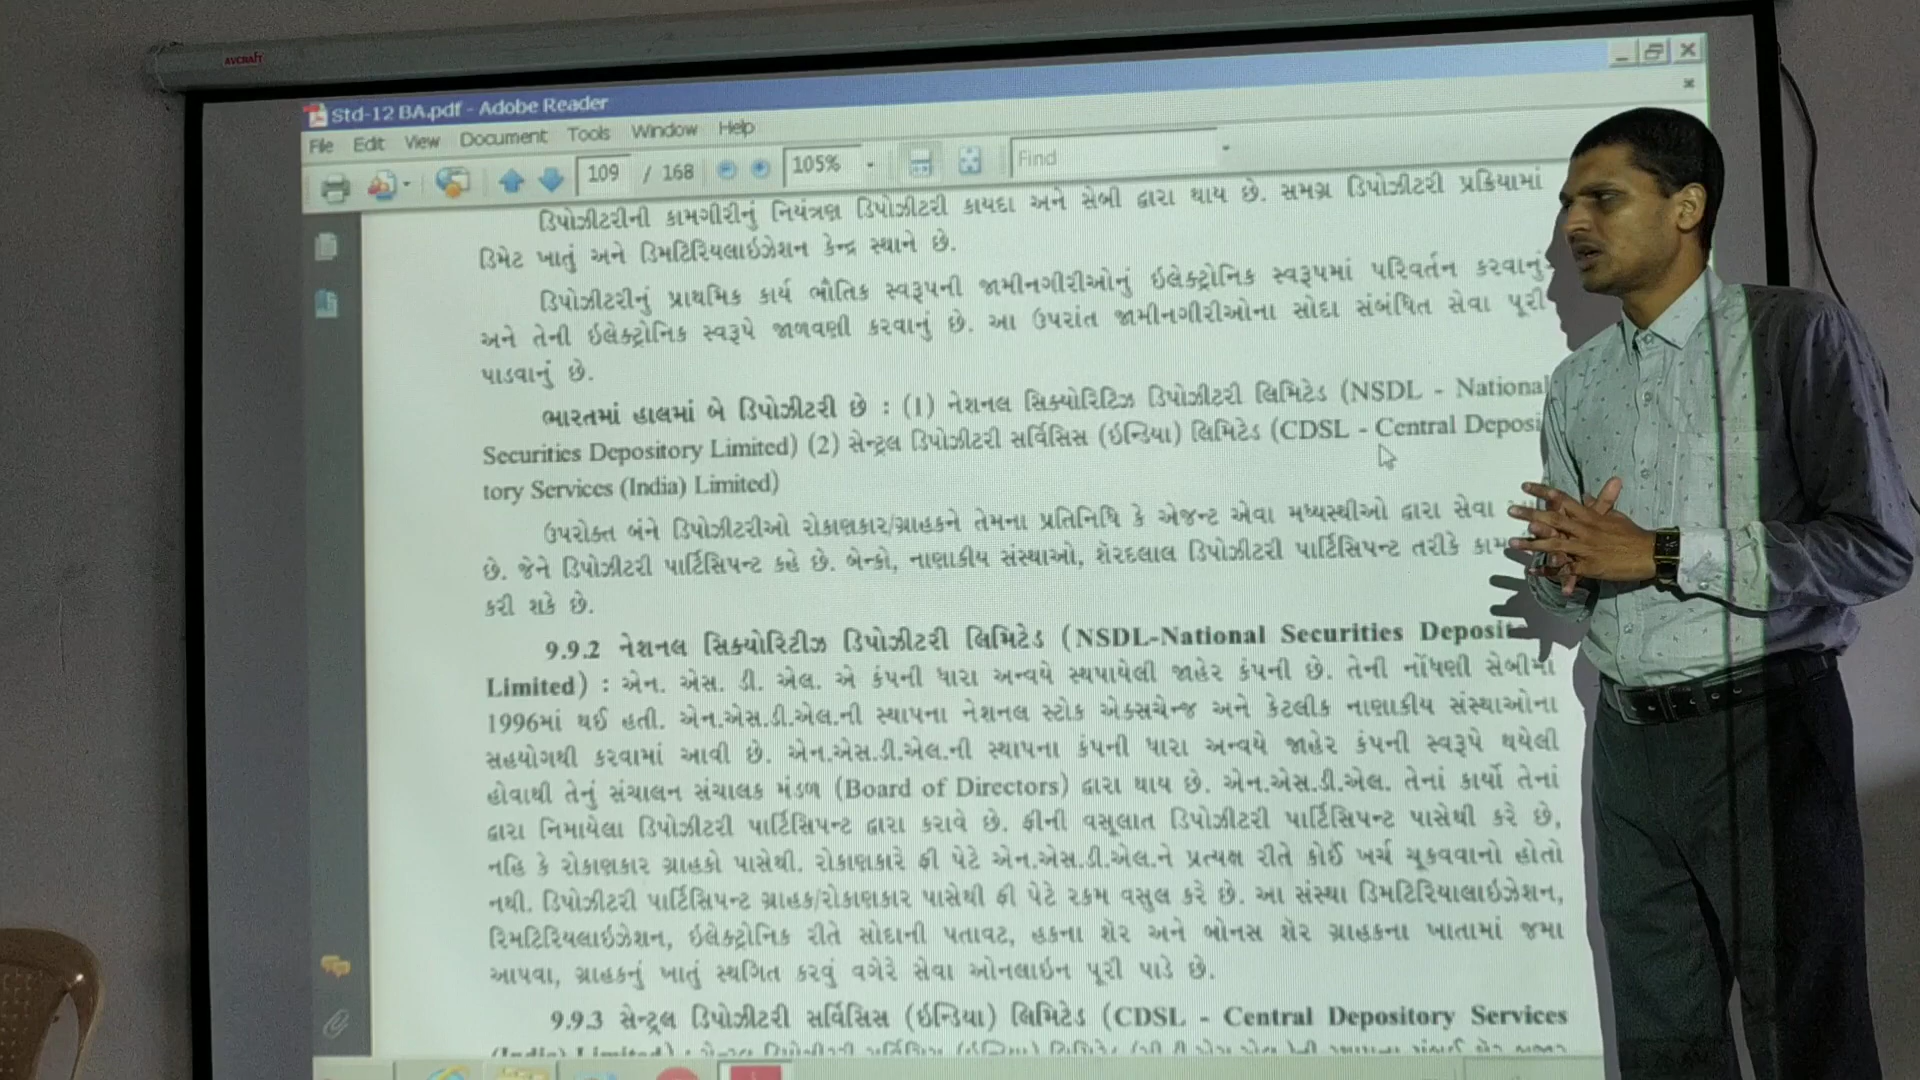 AVCRAFT
Std-12 BA.pdf - Adobe Reader
File Edit View Document Tools Window Help
109 / 168 105% Find
ડિપોઝીટરીની કામગીરીનું નિયંત્રણ ડિપોઝીટરી કાયદા અને સેબી દ્વારા થાય છે. સમગ્ર ડિપોઝીટરી પ્રક્રિયામાં
ડિમેટ ખાતું અને ડિમટિરિયલાઇઝેશન કેન્દ્ર સ્થાને છે.
ડિપોઝીટરીનું પ્રાથમિક કાર્ય ભૌતિક સ્વરૂપની જામીનગીરીઓનું ઇલેક્ટ્રોનિક સ્વરૂપમાં પરિવર્તન કરવાનું
અને તેની ઇલેક્ટ્રોનિક સ્વરૂપે જાળવણી કરવાનું છે. આ ઉપરાંત જામીનગીરીઓના સોદા સંબંધિત સેવા પૂરી
પાડવાનું છે.
ભારતમાં હાલમાં બે ડિપોઝીટરી છે : (1) નેશનલ સિક્યોરિટિઝ ડિપોઝીટરી લિમિટેડ (NSDL - National
Securities Depository Limited) (2) સેન્ટ્રલ ડિપોઝીટરી સર્વિસિસ (ઇન્ડિયા) લિમિટેડ (CDSL - Central Deposi
tory Services (India) Limited)
ઉપરોક્ત બંને ડિપોઝીટરીઓ રોકાણકાર/ગ્રાહકને તેમના પ્રતિનિધિ કે એજન્ટ એવા મધ્યસ્થીઓ દ્વારા સેવા
છે. જેને ડિપોઝીટરી પાર્ટિસિપન્ટ કહે છે. બેન્કો, નાણાકીય સંસ્થાઓ, શૅરદલાલ ડિપોઝીટરી પાર્ટિસિપન્ટ તરીકે કામ
કરી શકે છે.
9.9.2 નેશનલ સિક્યોરિટીઝ ડિપોઝીટરી લિમિટેડ (NSDL-National Securities Deposit
Limited) : એન. એસ. ડી. એલ. એ કંપની ધારા અન્વયે સ્થપાયેલી જાહેર કંપની છે. તેની નોંધણી સેબીમાં
1996માં થઈ હતી. એન.એસ.ડી.એલ.ની સ્થાપના નેશનલ સ્ટોક એક્સચેન્જ અને કેટલીક નાણાકીય સંસ્થાઓના
સહયોગથી કરવામાં આવી છે. એન.એસ.ડી.એલ.ની સ્થાપના કંપની ધારા અન્વયે જાહેર કંપની સ્વરૂપે થયેલી
હોવાથી તેનું સંચાલન સંચાલક મંડળ (Board of Directors) દ્વારા થાય છે. એન.એસ.ડી.એલ. તેનાં કાર્યો તેનાં
દ્વારા નિમાયેલા ડિપોઝીટરી પાર્ટિસિપન્ટ દ્વારા કરાવે છે. ફીની વસૂલાત ડિપોઝીટરી પાર્ટિસિપન્ટ પાસેથી કરે છે,
નહિ કે રોકાણકાર ગ્રાહકો પાસેથી. રોકાણકારે ફી પેટે એન.એસ.ડી.એલ.ને પ્રત્યક્ષ રીતે કોઈ ખર્ચ ચૂકવવાનો હોતો
નથી. ડિપોઝીટરી પાર્ટિસિપન્ટ ગ્રાહક/રોકાણકાર પાસેથી ફી પેટે રકમ વસુલ કરે છે. આ સંસ્થા ડિમટિરિયાલાઇઝેશન,
રિમટિરિયલાઇઝેશન, ઇલેક્ટ્રોનિક રીતે સોદાની પતાવટ, હકના શૅર અને બોનસ શૅર ગ્રાહકના ખાતામાં જમા
આપવા, ગ્રાહકનું ખાતું સ્થગિત કરવું વગેરે સેવા ઓનલાઇન પૂરી પાડે છે.
9.9.3 સેન્ટ્રલ ડિપોઝીટરી સર્વિસિસ (ઇન્ડિયા) લિમિટેડ (CDSL - Central Depository Services